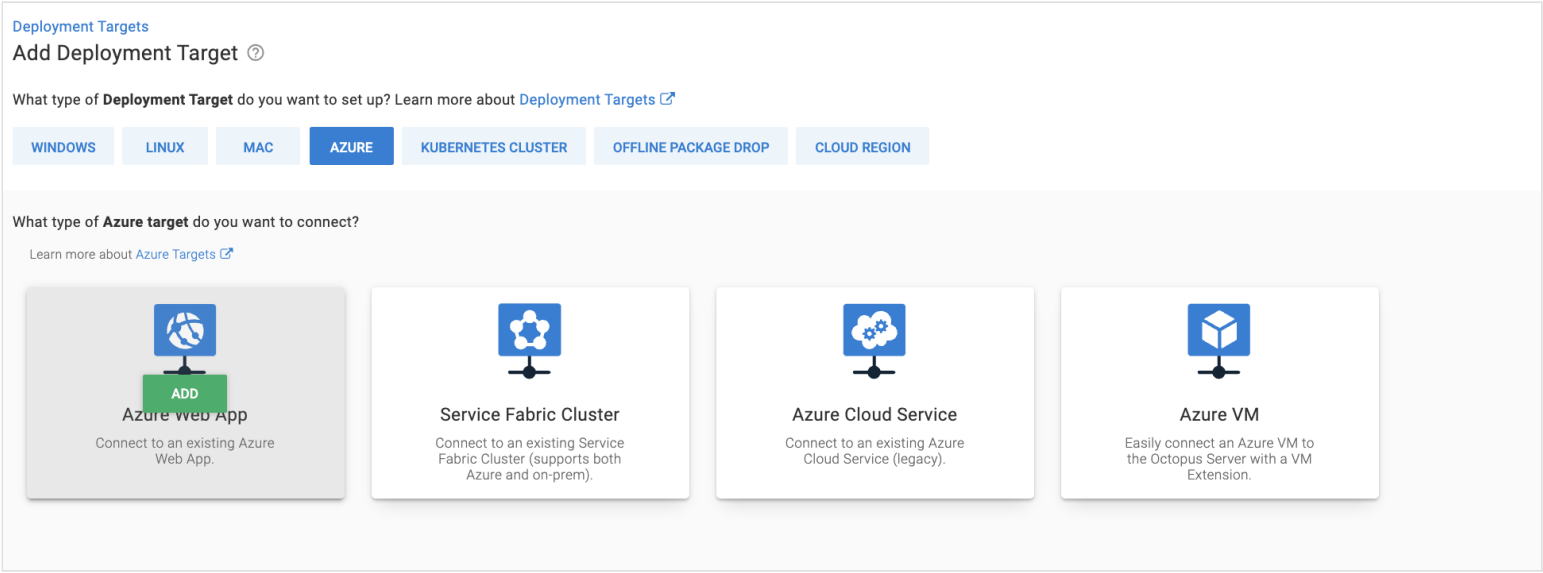 Deployment Targets
Add Deployment Target ?
What type of Deployment Target do you want to set up? Learn more about Deployment Targets
WINDOWS LINUX MAC AZURE KUBERNETES CLUSTER OFFLINE PACKAGE DROP CLOUD REGION
What type of Azure target do you want to connect?
Learn more about Azure Targets
ADD
Azure Web App
Connect to an existing Azure
Web App.
Service Fabric Cluster
Connect to an existing Service
Fabric Cluster (supports both
Azure and on-prem).
Azure Cloud Service
Connect to an existing Azure
Cloud Service (legacy).
Azure VM
Easily connect an Azure VM to
the Octopus Server with a VM
Extension.